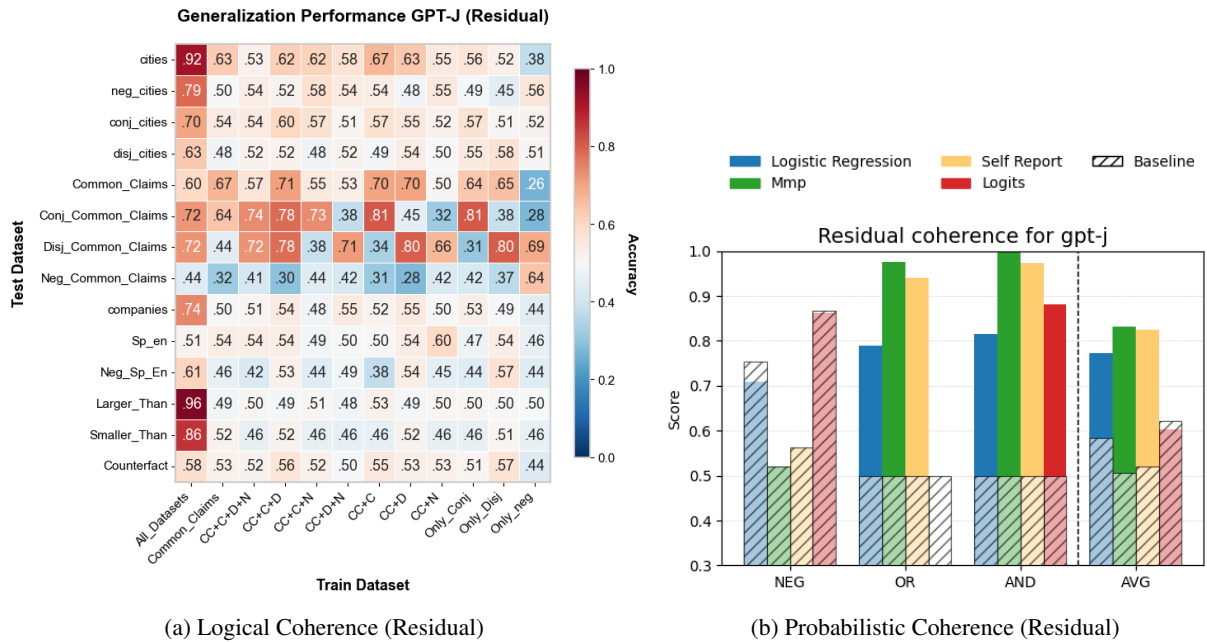 Generalization Performance GPT-J (Residual)
Test Dataset
cities .92 .63 .53 .62 .62 .58 .67 .63 .55 .56 .52 .38
neg_cities .79 .50 .54 .52 .58 .54 .54 .48 .55 .49 .45 .56
conj_cities .70 .54 .54 .60 .57 .51 .57 .55 .52 .57 .51 .52
disj_cities .63 .48 .52 .52 .48 .52 .49 .54 .50 .55 .58 .51
Common_Claims .60 .67 .57 .71 .55 .53 .70 .70 .50 .64 .65 .26
Conj_Common_Claims .72 .64 .74 .78 .73 .38 .81 .45 .32 .81 .38 .28
Disj_Common_Claims .72 .44 .72 .78 .38 .71 .34 .80 .66 .31 .80 .69
Neg_Common_Claims .44 .32 .41 .30 .44 .42 .31 .28 .42 .42 .37 .64
companies .74 .50 .51 .54 .48 .55 .52 .55 .50 .53 .49 .44
Sp_en .51 .54 .54 .54 .49 .50 .50 .54 .60 .47 .54 .46
Neg_Sp_En .61 .46 .42 .53 .44 .49 .38 .54 .45 .44 .57 .44
Larger_Than .96 .49 .50 .49 .51 .48 .53 .49 .50 .50 .50 .50
Smaller_Than .86 .52 .46 .52 .46 .46 .46 .52 .46 .46 .51 .46
Counterfact .58 .53 .52 .56 .52 .50 .55 .53 .53 .51 .57 .44
All_Datasets Common_Claims CC+C+D+N CC+C+D CC+C+N CC+D+N CC+C CC+D CC+N Only_Conj Only_Disj Only_neg
Train Dataset
1.0
0.8
0.6
0.4
0.2
0.0
Accuracy
(a) Logical Coherence (Residual)
Logistic Regression Self Report Baseline
Mmp Logits
Residual coherence for gpt-j
Score
1.0
0.9
0.8
0.7
0.6
0.5
0.4
0.3
NEG OR AND AVG
(b) Probabilistic Coherence (Residual)